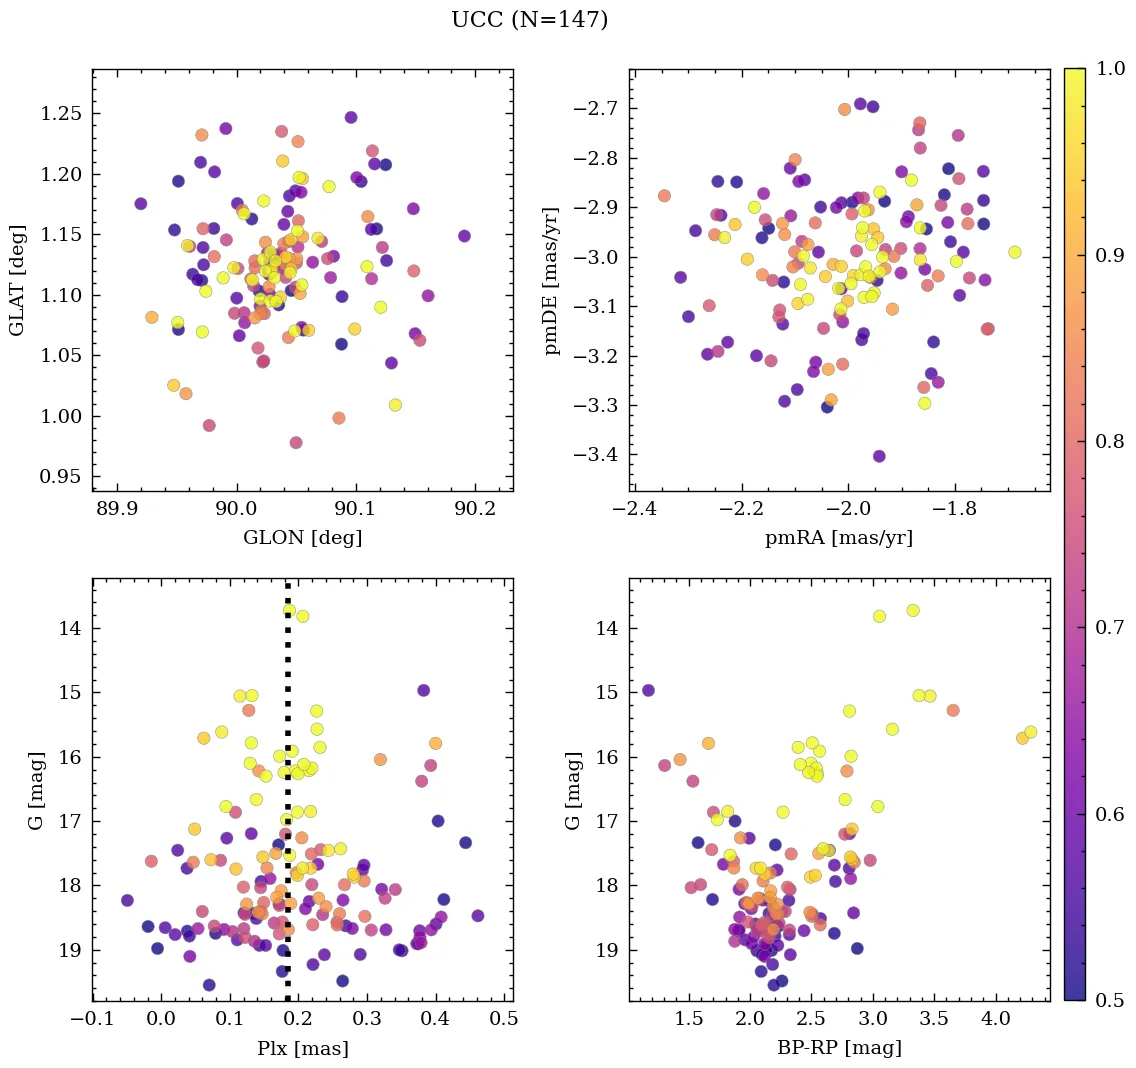 UCC (N=147)
1.25
1.20
1.15
1.10
1.05
1.00
0.95
GLAT [deg]
89.9 90.0 90.1 90.2
GLON [deg]
−2.7
−2.8
−2.9
−3.0
−3.1
−3.2
−3.3
−3.4
pmDE [mas/yr]
−2.4 −2.2 −2.0 −1.8
pmRA [mas/yr]
14
15
16
17
18
19
G [mag]
−0.1 0.0 0.1 0.2 0.3 0.4 0.5
Plx [mas]
14
15
16
17
18
19
G [mag]
1.5 2.0 2.5 3.0 3.5 4.0
BP-RP [mag]
1.0
0.9
0.8
0.7
0.6
0.5